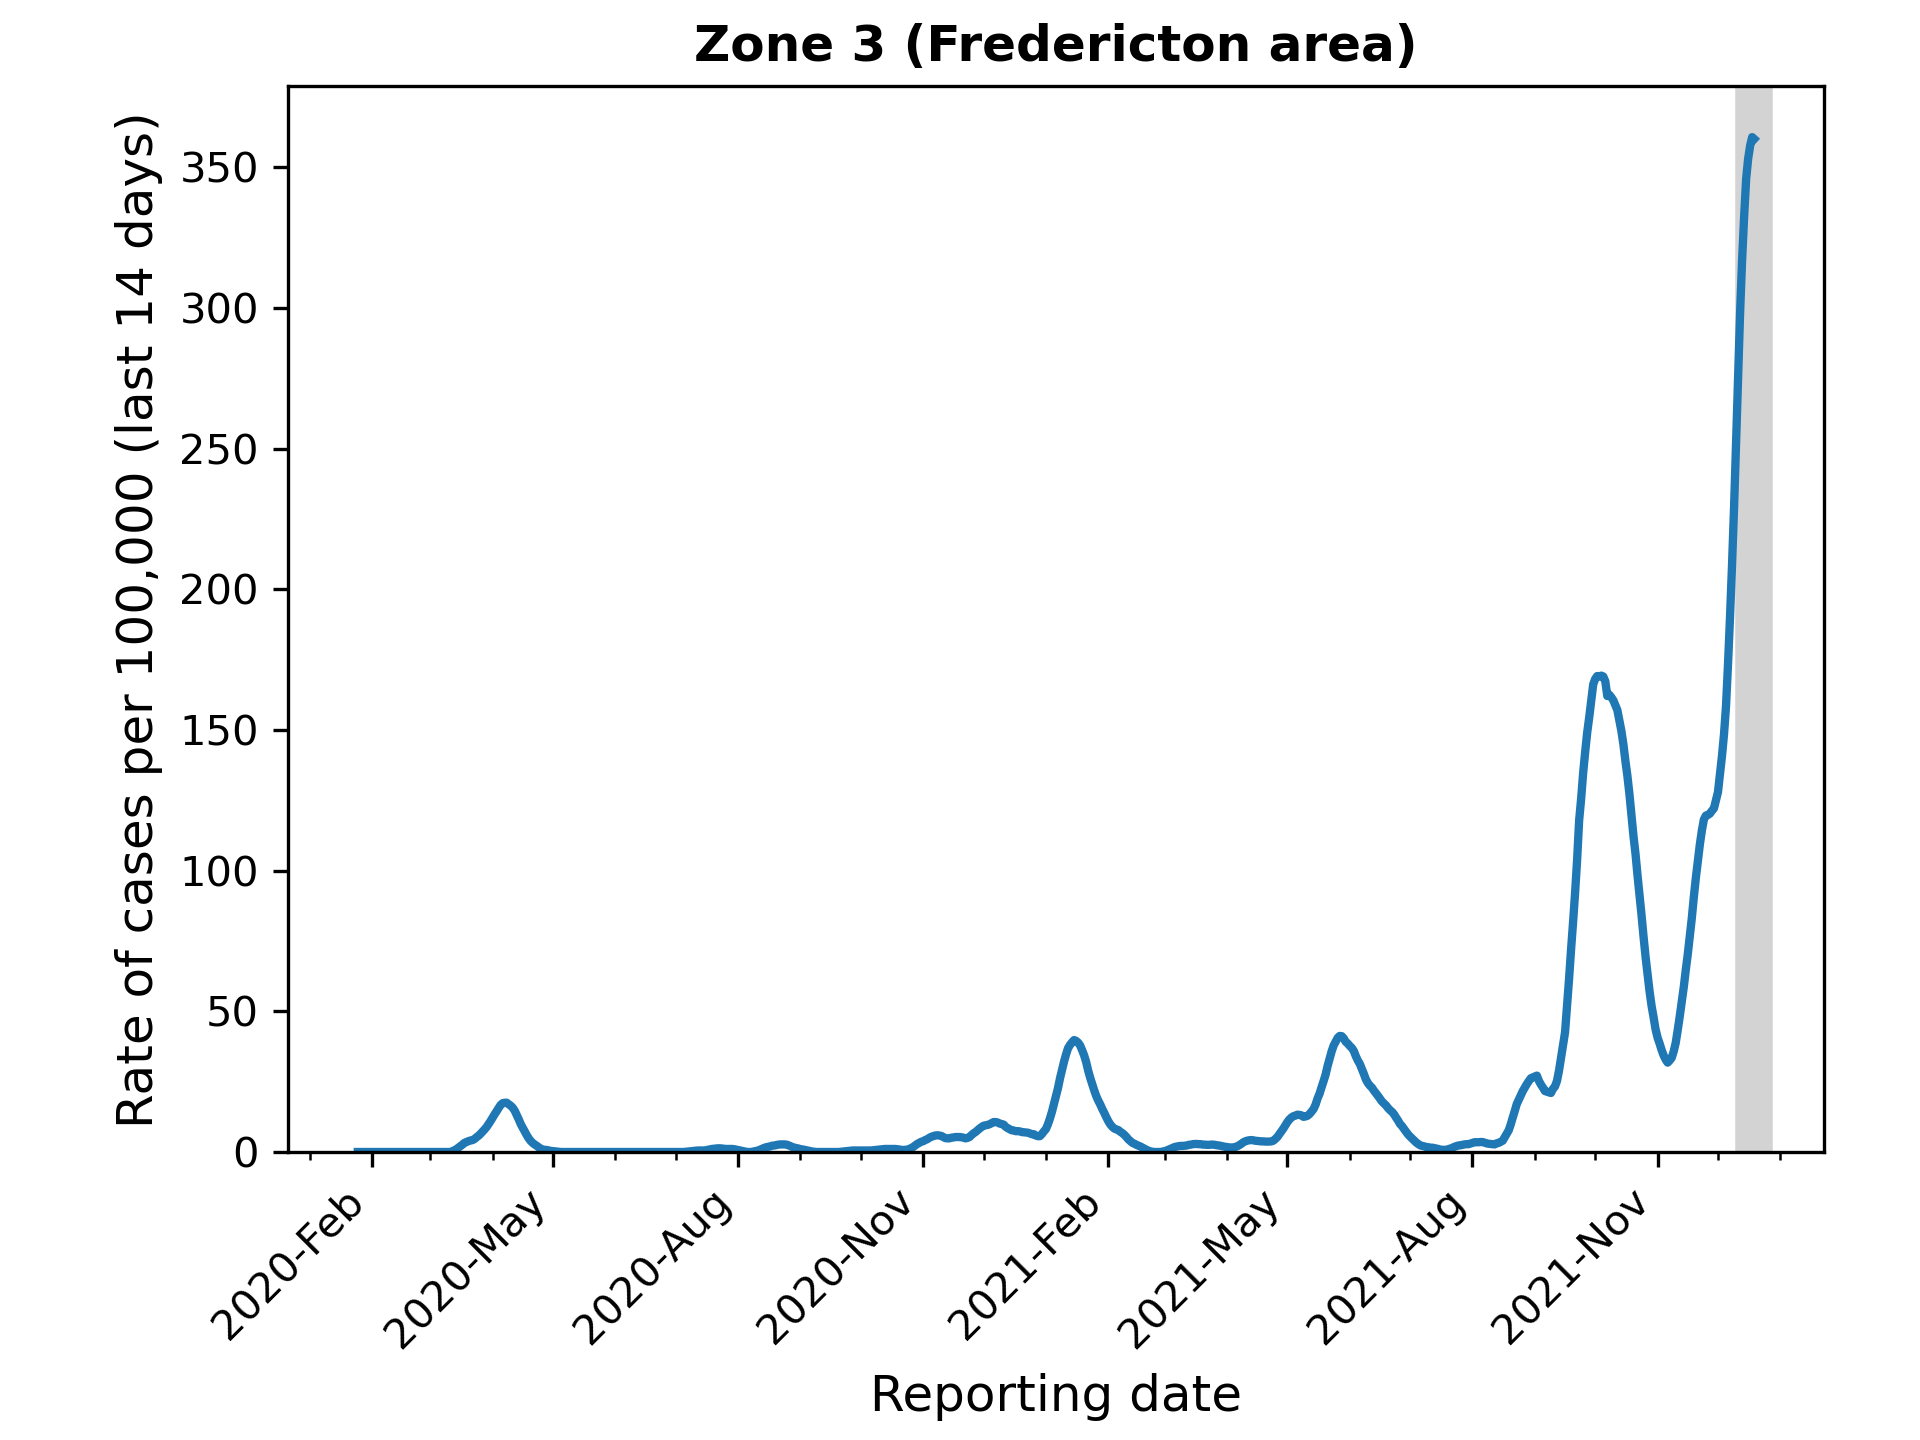 Zone 3 (Fredericton area)
Rate of cases per 100,000 (last 14 days)
350
300
250
200
150
100
50
0
2020-Feb
2020-May
2020-Aug
2020-Nov
2021-Feb
2021-May
2021-Aug
2021-Nov
Reporting date